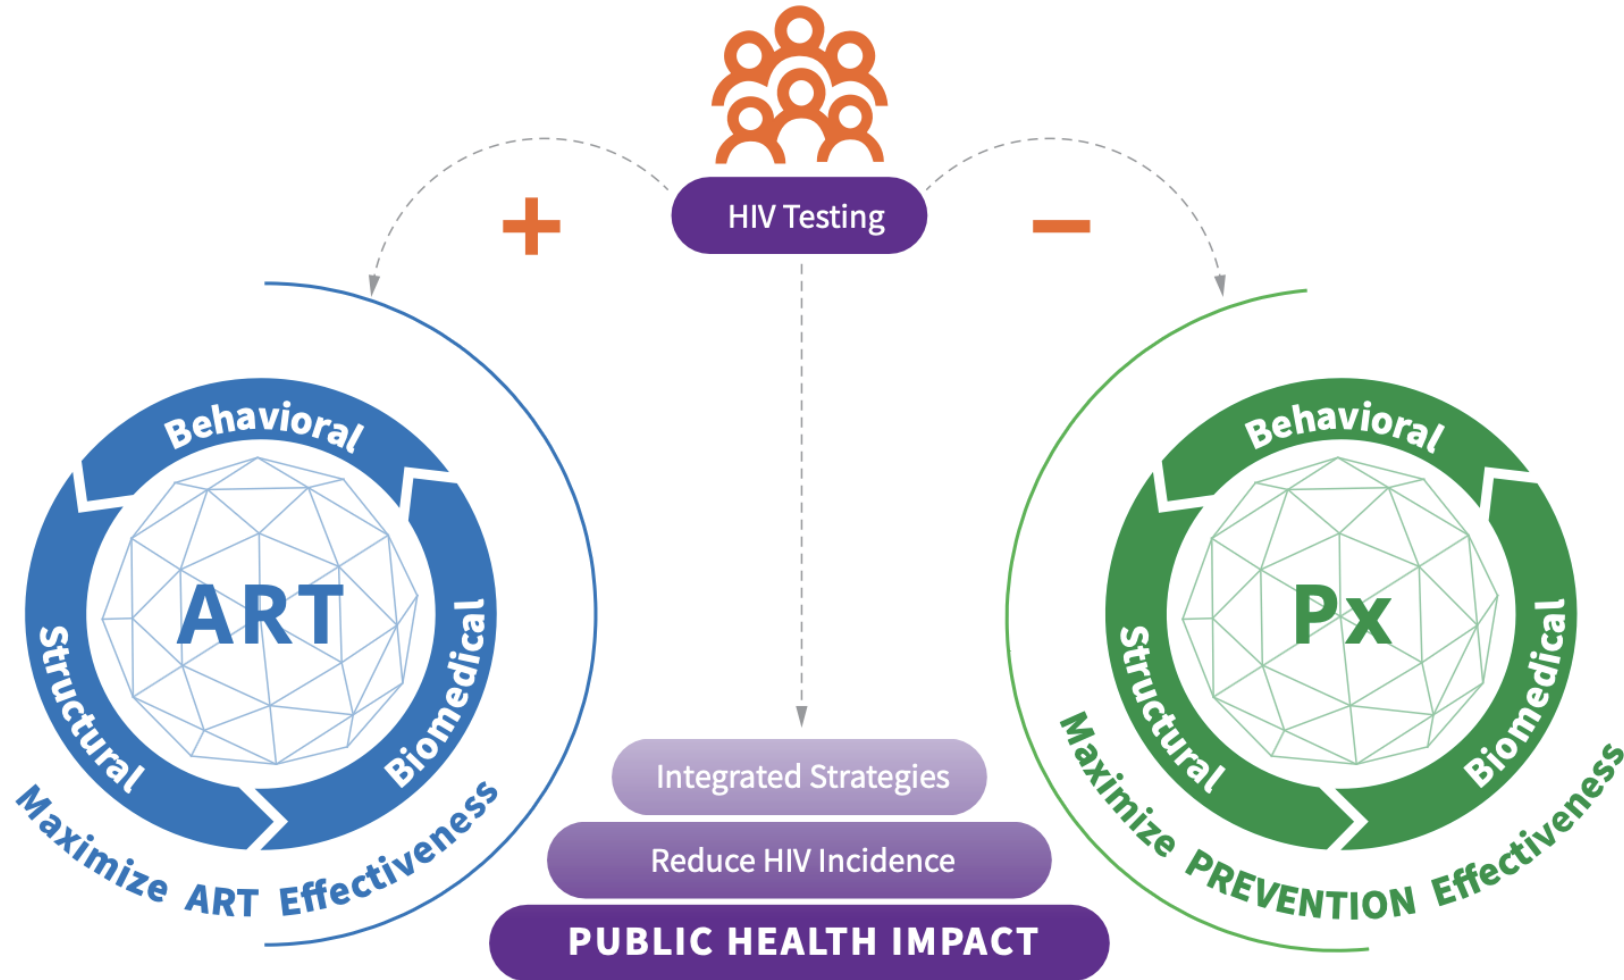 HIV Testing
+
−
Behavioral
Structural
Biomedical
ART
Maximize ART Effectiveness
Behavioral
Structural
Biomedical
Px
Maximize PREVENTION Effectiveness
Integrated Strategies
Reduce HIV Incidence
PUBLIC HEALTH IMPACT